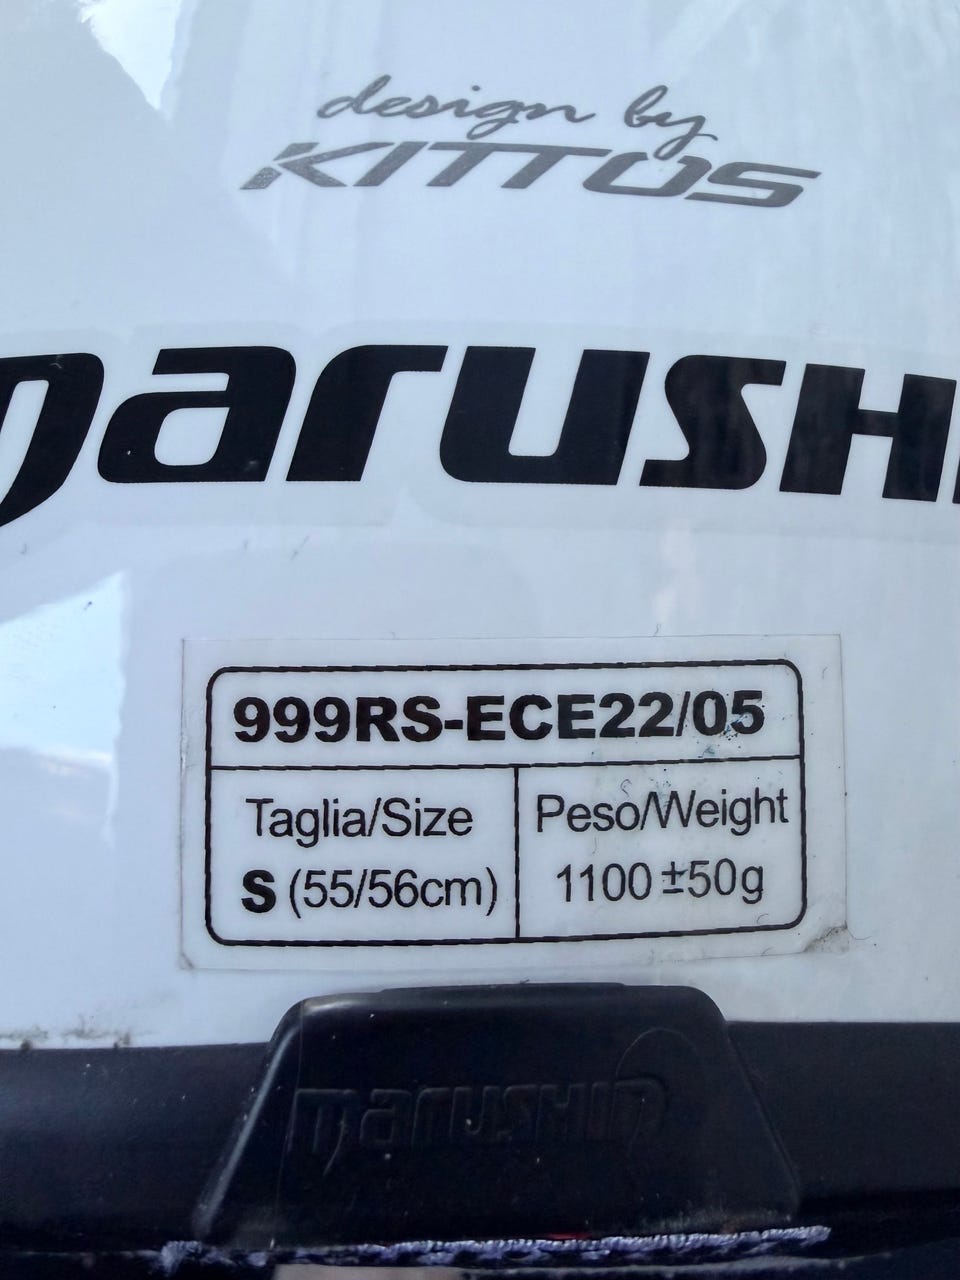 design by
KITTOS
marushi
999RS-ECE22/05
Taglia/Size
Peso/Weight
S (55/56cm)
1100 ±50g
marushin